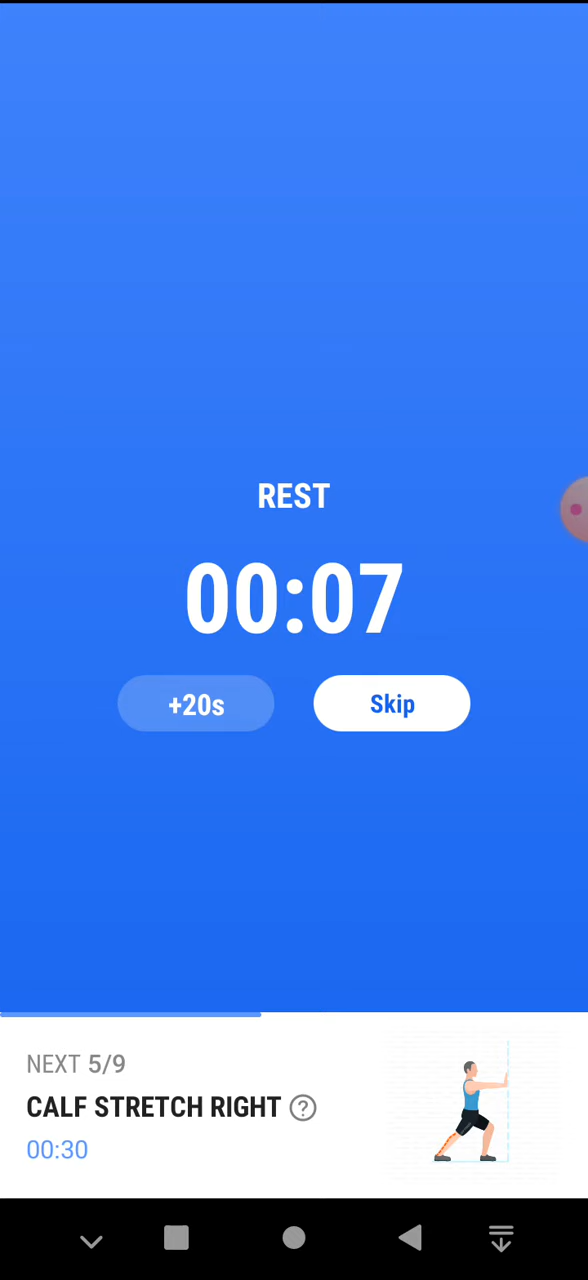 REST
00:07
+20s Skip
NEXT 5/9
CALF STRETCH RIGHT ?
00:30